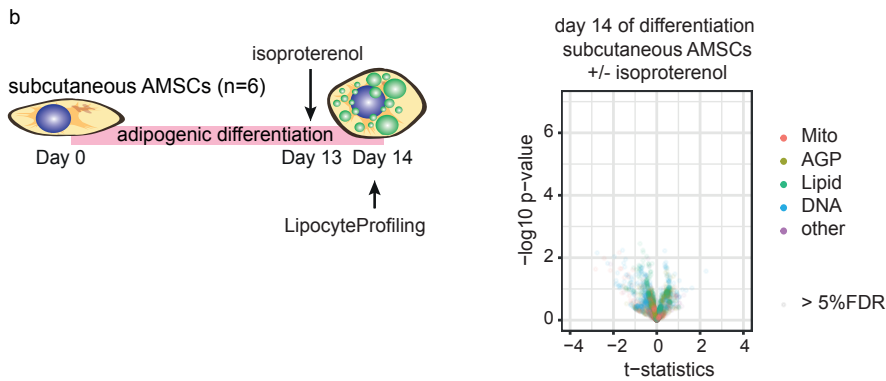 b
isoproterenol
subcutaneous AMSCs (n=6)
adipogenic differentiation
Day 0
Day 13
Day 14
LipocyteProfiling
day 14 of differentiation
subcutaneous AMSCs
+/- isoproterenol
−log10 p−value
6
4
2
0
−4
−2
0
2
4
t−statistics
Mito
AGP
Lipid
DNA
other
> 5%FDR